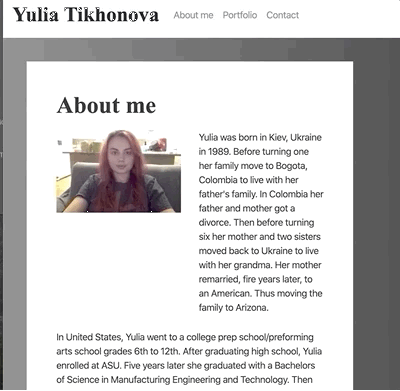 Yulia Tikhonova
About me Portfolio Contact
About me
Yulia was born in Kiev, Ukraine
in 1989. Before turning one
her family move to Bogota,
Colombia to live with her
father's family. In Colombia her
father and mother got a
divorce. Then before turning
six her mother and two sisters
moved back to Ukraine to live
with her grandma. Her mother
remarried, five years later, to
an American. Thus moving the
family to Arizona.
In United States, Yulia went to a college prep school/preforming
arts school grades 6th to 12th. After graduating high school, Yulia
enrolled at ASU. Five years later she graduated with a Bachelors
of Science in Manufacturing Engineering and Technology. Then